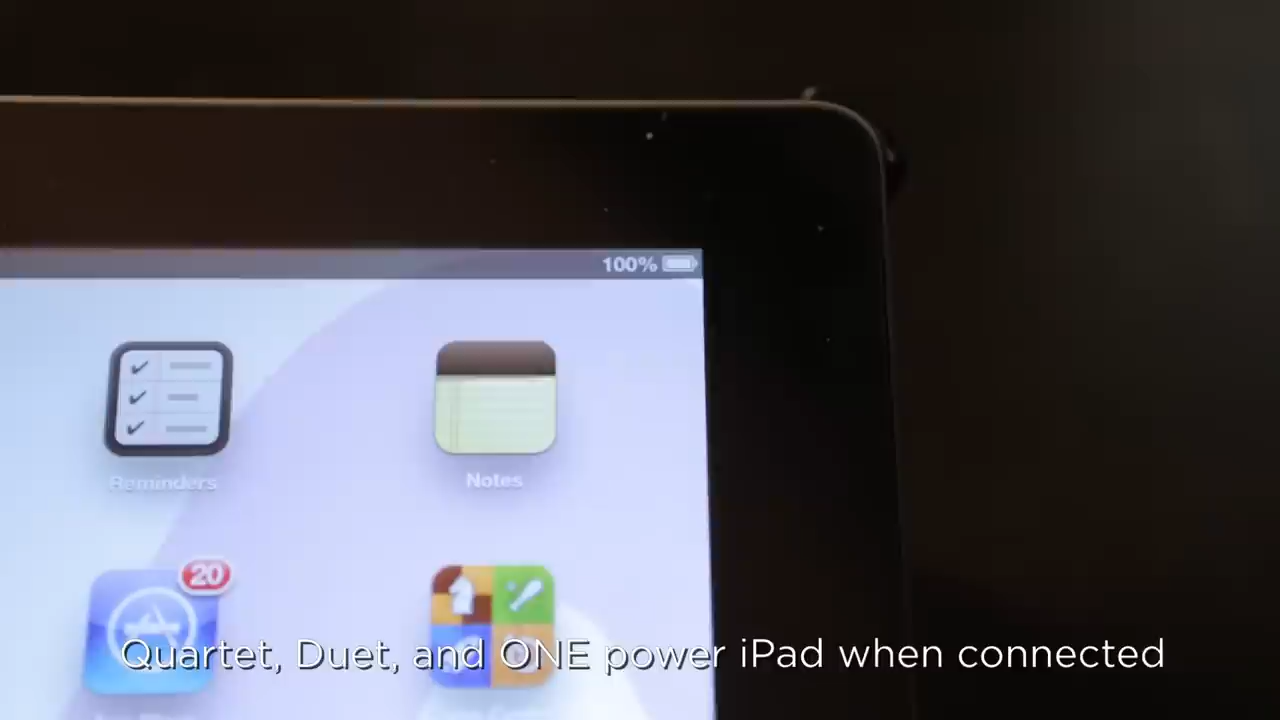 100%
Reminders
Notes
20
Quartet, Duet, and ONE power iPad when connected